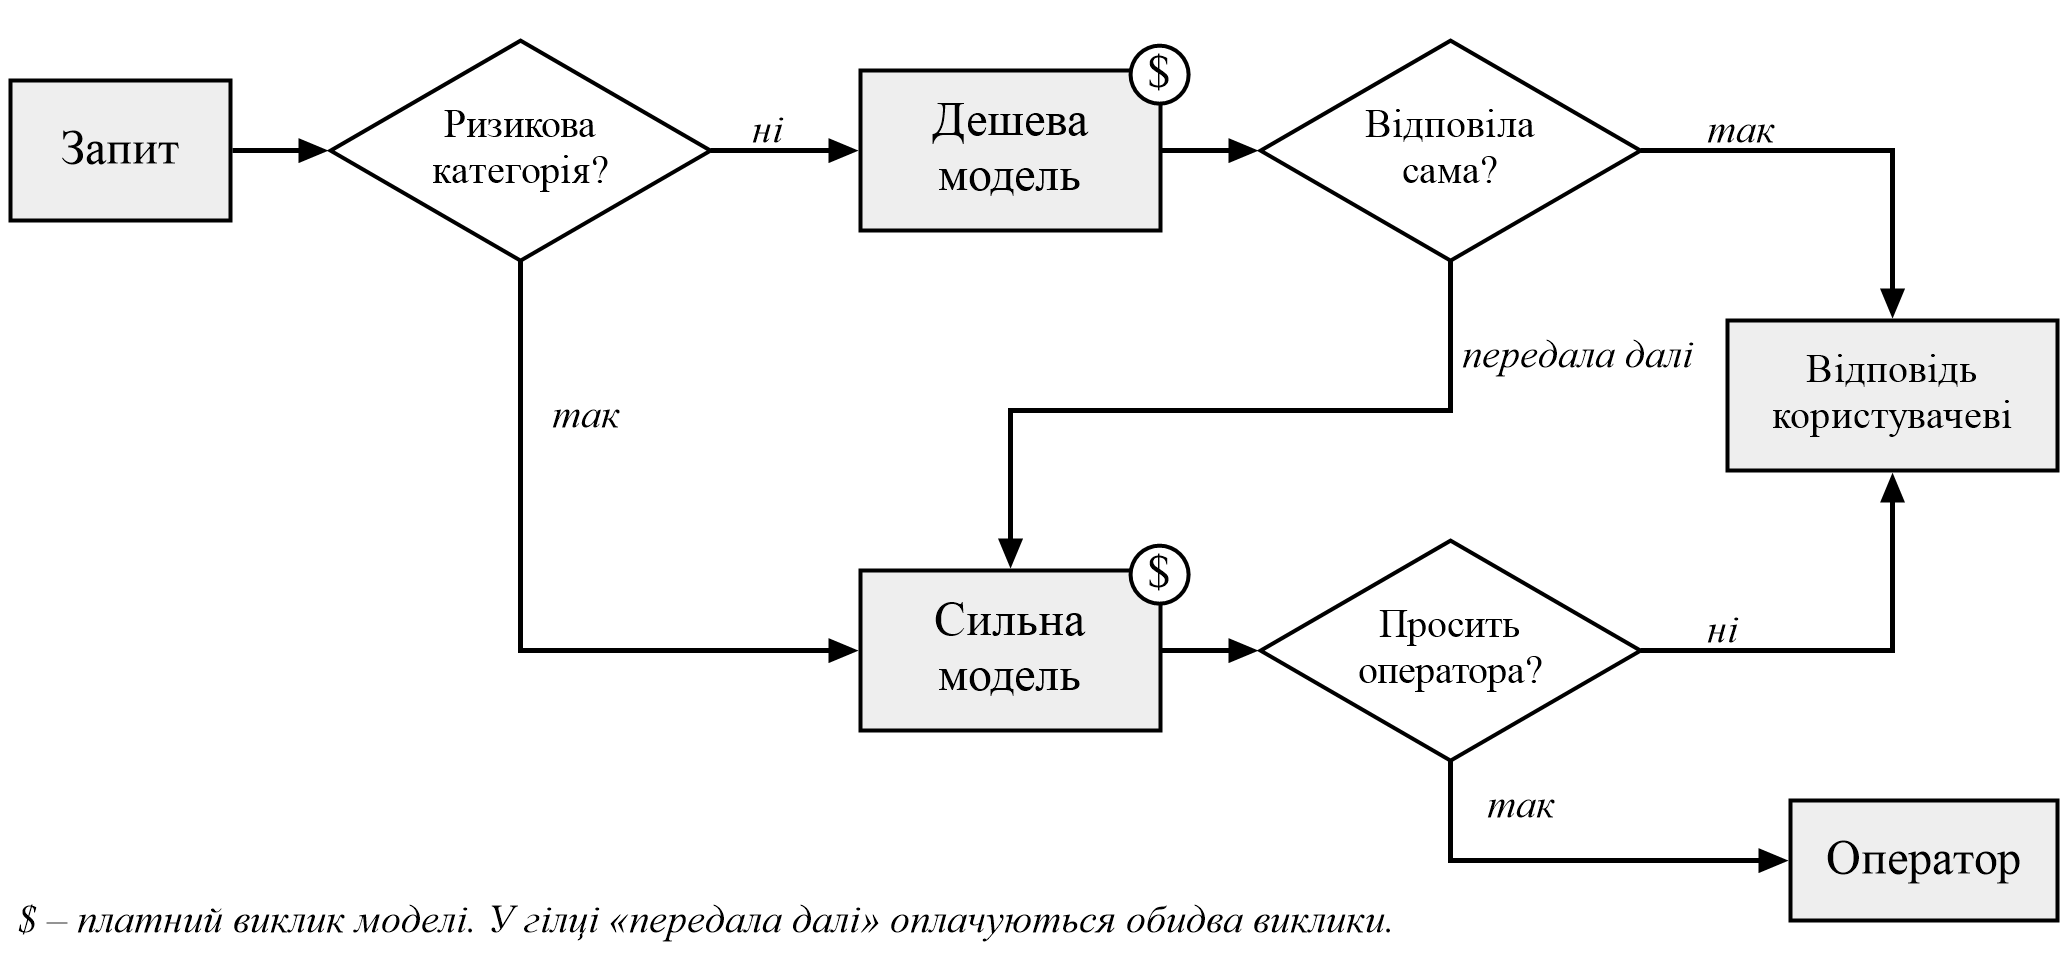 Запит
Ризикова
категорія?
ні
Дешева
модель
$
Відповіла
сама?
так
передала далі
Відповідь
користувачеві
так
Сильна
модель
$
Просить
оператора?
ні
так
Оператор
$ – платний виклик моделі. У гілці «передала далі» оплачуються обидва виклики.